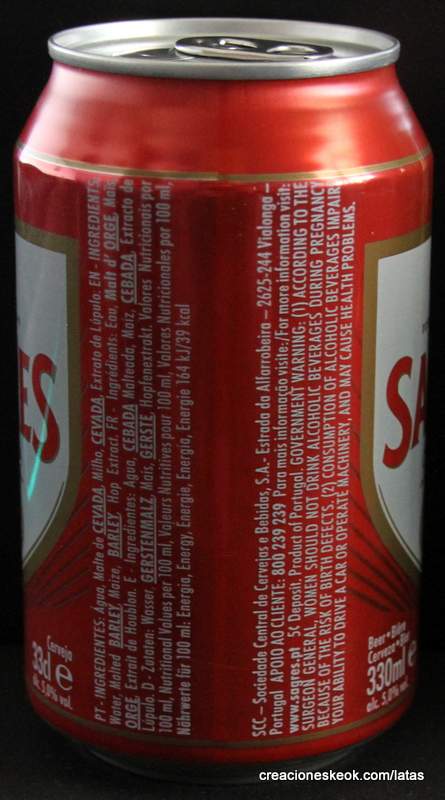 ES
SA
Cerveja
33cl e
alc. 5,0% vol.
PT - INGREDIENTES: Água, Malte de CEVADA, Milho, CEVADA, Extrato de Lúpulo. EN - INGREDIENTS:
Water, Malted BARLEY, Maize, BARLEY, Hop Extract. FR - Ingredients: Eau, Malt d' ORGE, Maïs,
ORGE, Extrait de Houblon. E - Ingredientes: Agua, CEBADA Malteada, Maíz, CEBADA, Extracto de
Lúpulo. D - Zutaten: Wasser, GERSTENMALZ, Mais, GERSTE, Hopfenextrakt. Valores Nutricionais por
100 ml, Nutritional Values per 100 ml, Valeurs Nutritives pour 100 ml, Valores Nutricionales por 100 ml,
Nährwerte für 100 ml: Energia, Energy, Energie, Energía, Energie 164 kJ/39 kcal
SCC - Sociedade Central de Cervejas e Bebidas, S.A.- Estrada da Alfarrobeira – 2625-244 Vialonga –
Portugal APOIO AO CLIENTE: 800 239 239 Para mais informação visite:/For more information visit:
www.sagres.pt 5¢ Deposit. Product of Portugal. GOVERNMENT WARNING: (1) ACCORDING TO THE
SURGEON GENERAL, WOMEN SHOULD NOT DRINK ALCOHOLIC BEVERAGES DURING PREGNANCY
BECAUSE OF THE RISK OF BIRTH DEFECTS. (2) CONSUMPTION OF ALCOHOLIC BEVERAGES IMPAIR
YOUR ABILITY TO DRIVE A CAR OR OPERATE MACHINERY, AND MAY CAUSE HEALTH PROBLEMS.
Beer • Bière
Cerveza • Bier
330ml e
alc. 5,0% vol.
creacioneskeok.com/latas